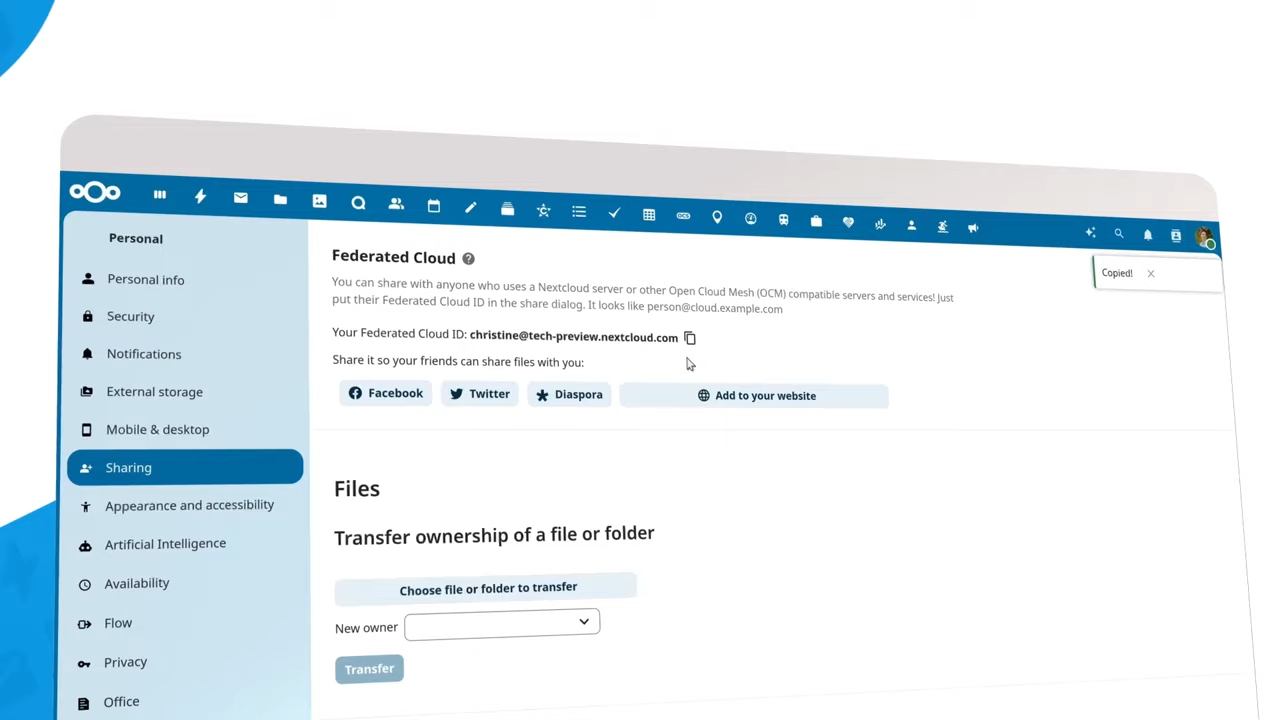 Personal
Personal info
Security
Notifications
External storage
Mobile & desktop
Sharing
Appearance and accessibility
Artificial Intelligence
Availability
Flow
Privacy
Office
Federated Cloud
You can share with anyone who uses a Nextcloud server or other Open Cloud Mesh (OCM) compatible servers and services! Just
put their Federated Cloud ID in the share dialog. It looks like person@cloud.example.com
Your Federated Cloud ID: christine@tech-preview.nextcloud.com
Share it so your friends can share files with you:
Facebook
Twitter
Diaspora
Add to your website
Files
Transfer ownership of a file or folder
Choose file or folder to transfer
New owner
Transfer
Copied!